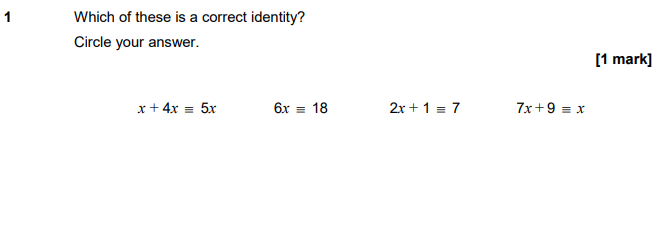 1 Which of these is a correct identity?
Circle your answer.
[1 mark]
x + 4x ≡ 5x 6x ≡ 18 2x + 1 ≡ 7 7x + 9 ≡ x